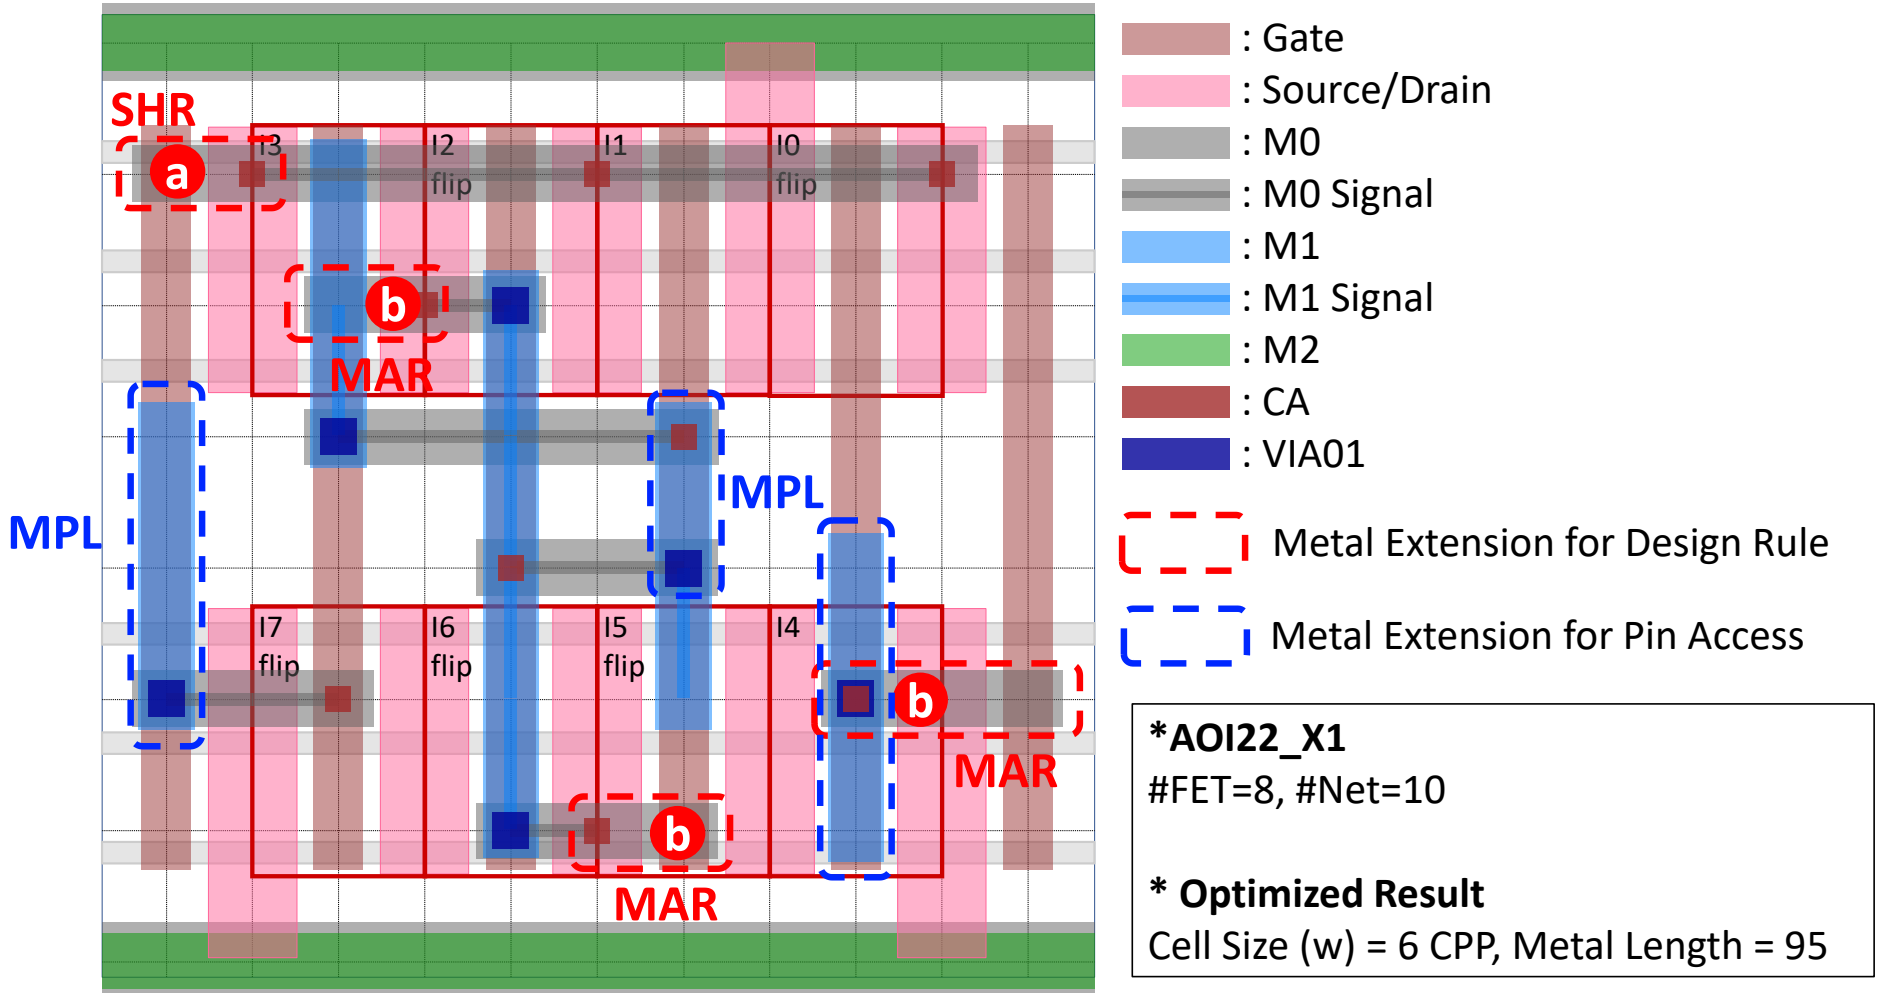 SHR
a
I3
I2
flip
I1
I0
flip
b
MAR
MPL
MPL
I7
flip
I6
flip
I5
flip
I4
b
MAR
b
MAR
: Gate
: Source/Drain
: M0
: M0 Signal
: M1
: M1 Signal
: M2
: CA
: VIA01
Metal Extension for Design Rule
Metal Extension for Pin Access
*AOI22_X1
#FET=8, #Net=10
* Optimized Result
Cell Size (w) = 6 CPP, Metal Length = 95